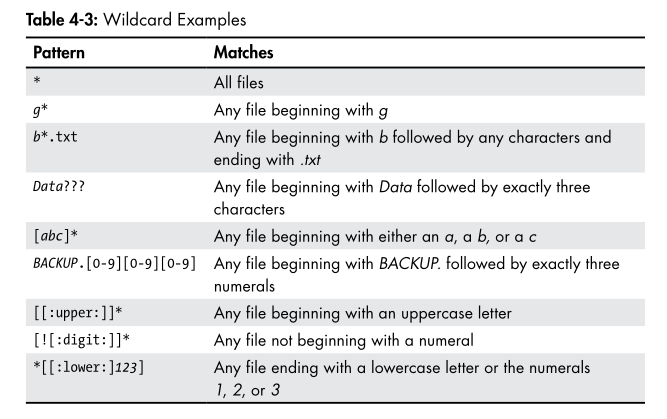 Table 4-3: Wildcard Examples
Pattern Matches
* All files
g* Any file beginning with g
b*.txt Any file beginning with b followed by any characters and
ending with .txt
Data??? Any file beginning with Data followed by exactly three
characters
[abc]* Any file beginning with either an a, a b, or a c
BACKUP.[0-9][0-9][0-9] Any file beginning with BACKUP. followed by exactly three
numerals
[[:upper:]]* Any file beginning with an uppercase letter
[![:digit:]]* Any file not beginning with a numeral
*[[:lower:]123] Any file ending with a lowercase letter or the numerals
1, 2, or 3